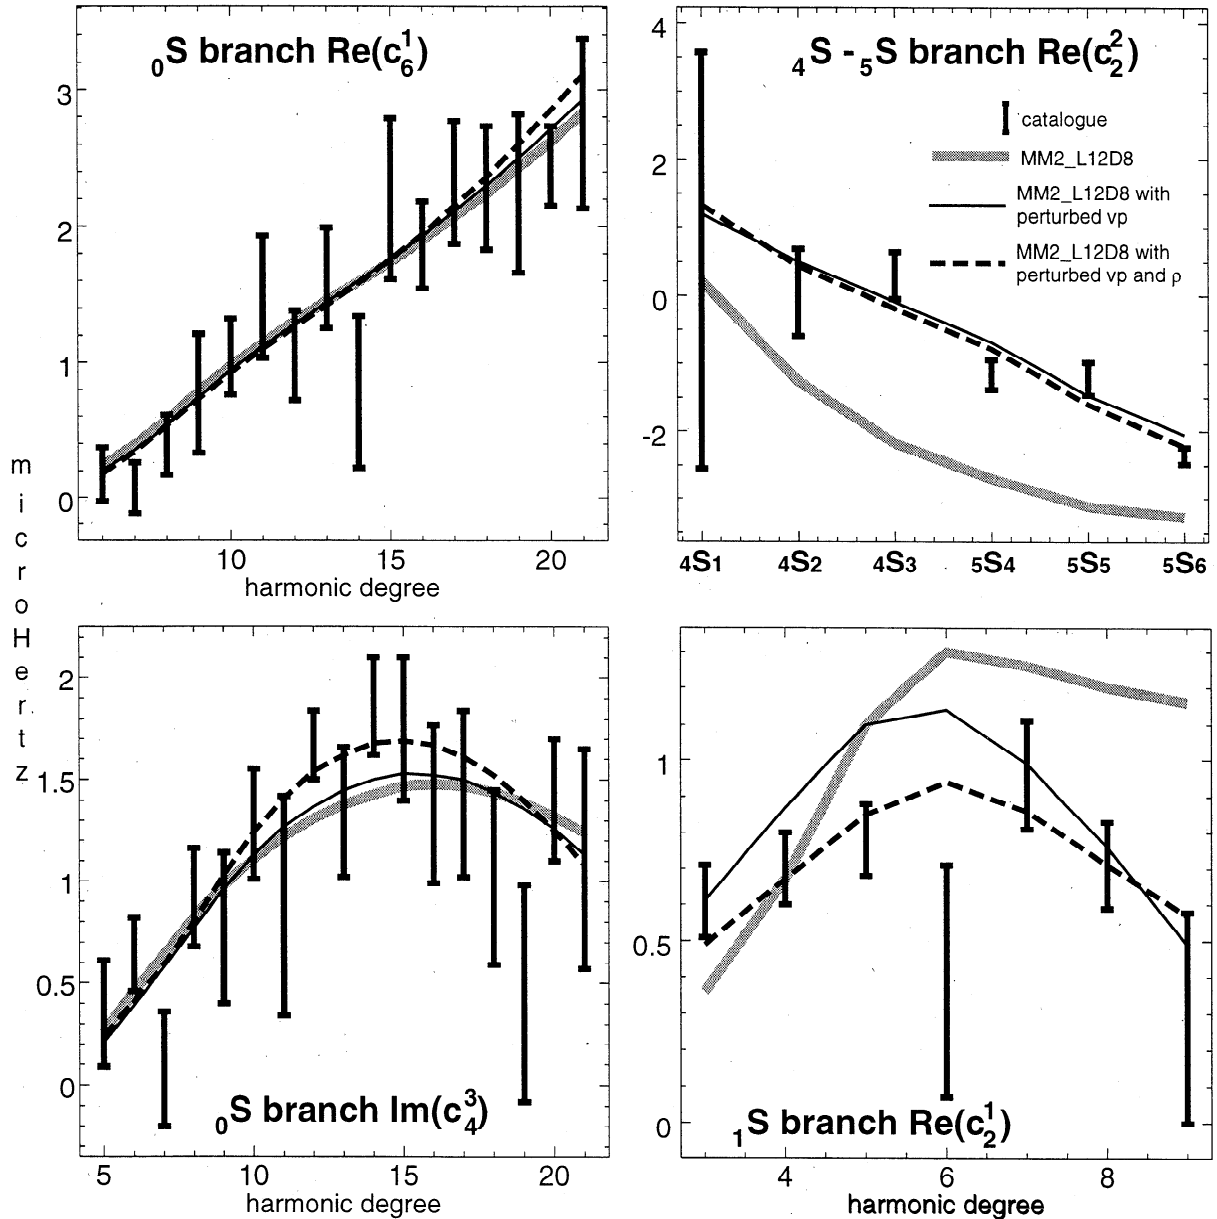 ₀S branch Re(c₆¹)
3
2
1
0
10 15 20
harmonic degree
₄S - ₅S branch Re(c₂²)
4
2
0
-2
catalogue
MM2_L12D8
MM2_L12D8 with
perturbed vp
MM2_L12D8 with
perturbed vp and ρ
₄S₁ ₄S₂ ₄S₃ ₅S₄ ₅S₅ ₅S₆
microHertz
2
1.5
1
0.5
0
₀S branch Im(c₄³)
5 10 15 20
harmonic degree
1
0.5
0
₁S branch Re(c₂¹)
4 6 8
harmonic degree